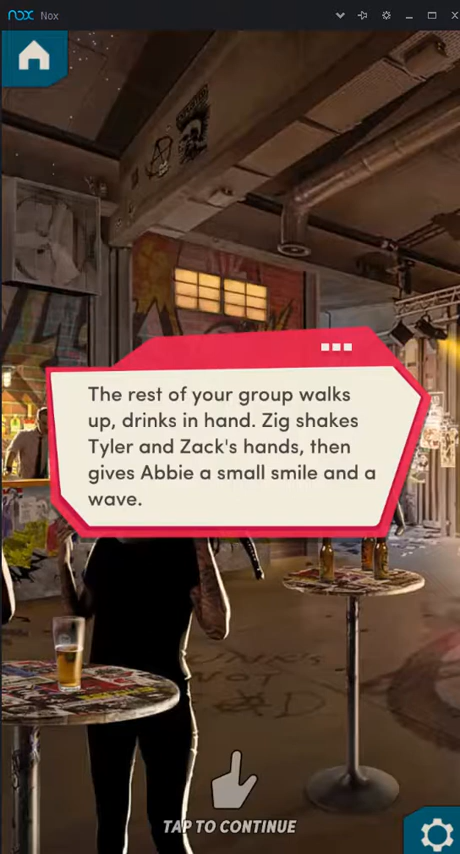 nox Nox
The rest of your group walks
up, drinks in hand. Zig shakes
Tyler and Zack's hands, then
gives Abbie a small smile and a
wave.
TAP TO CONTINUE